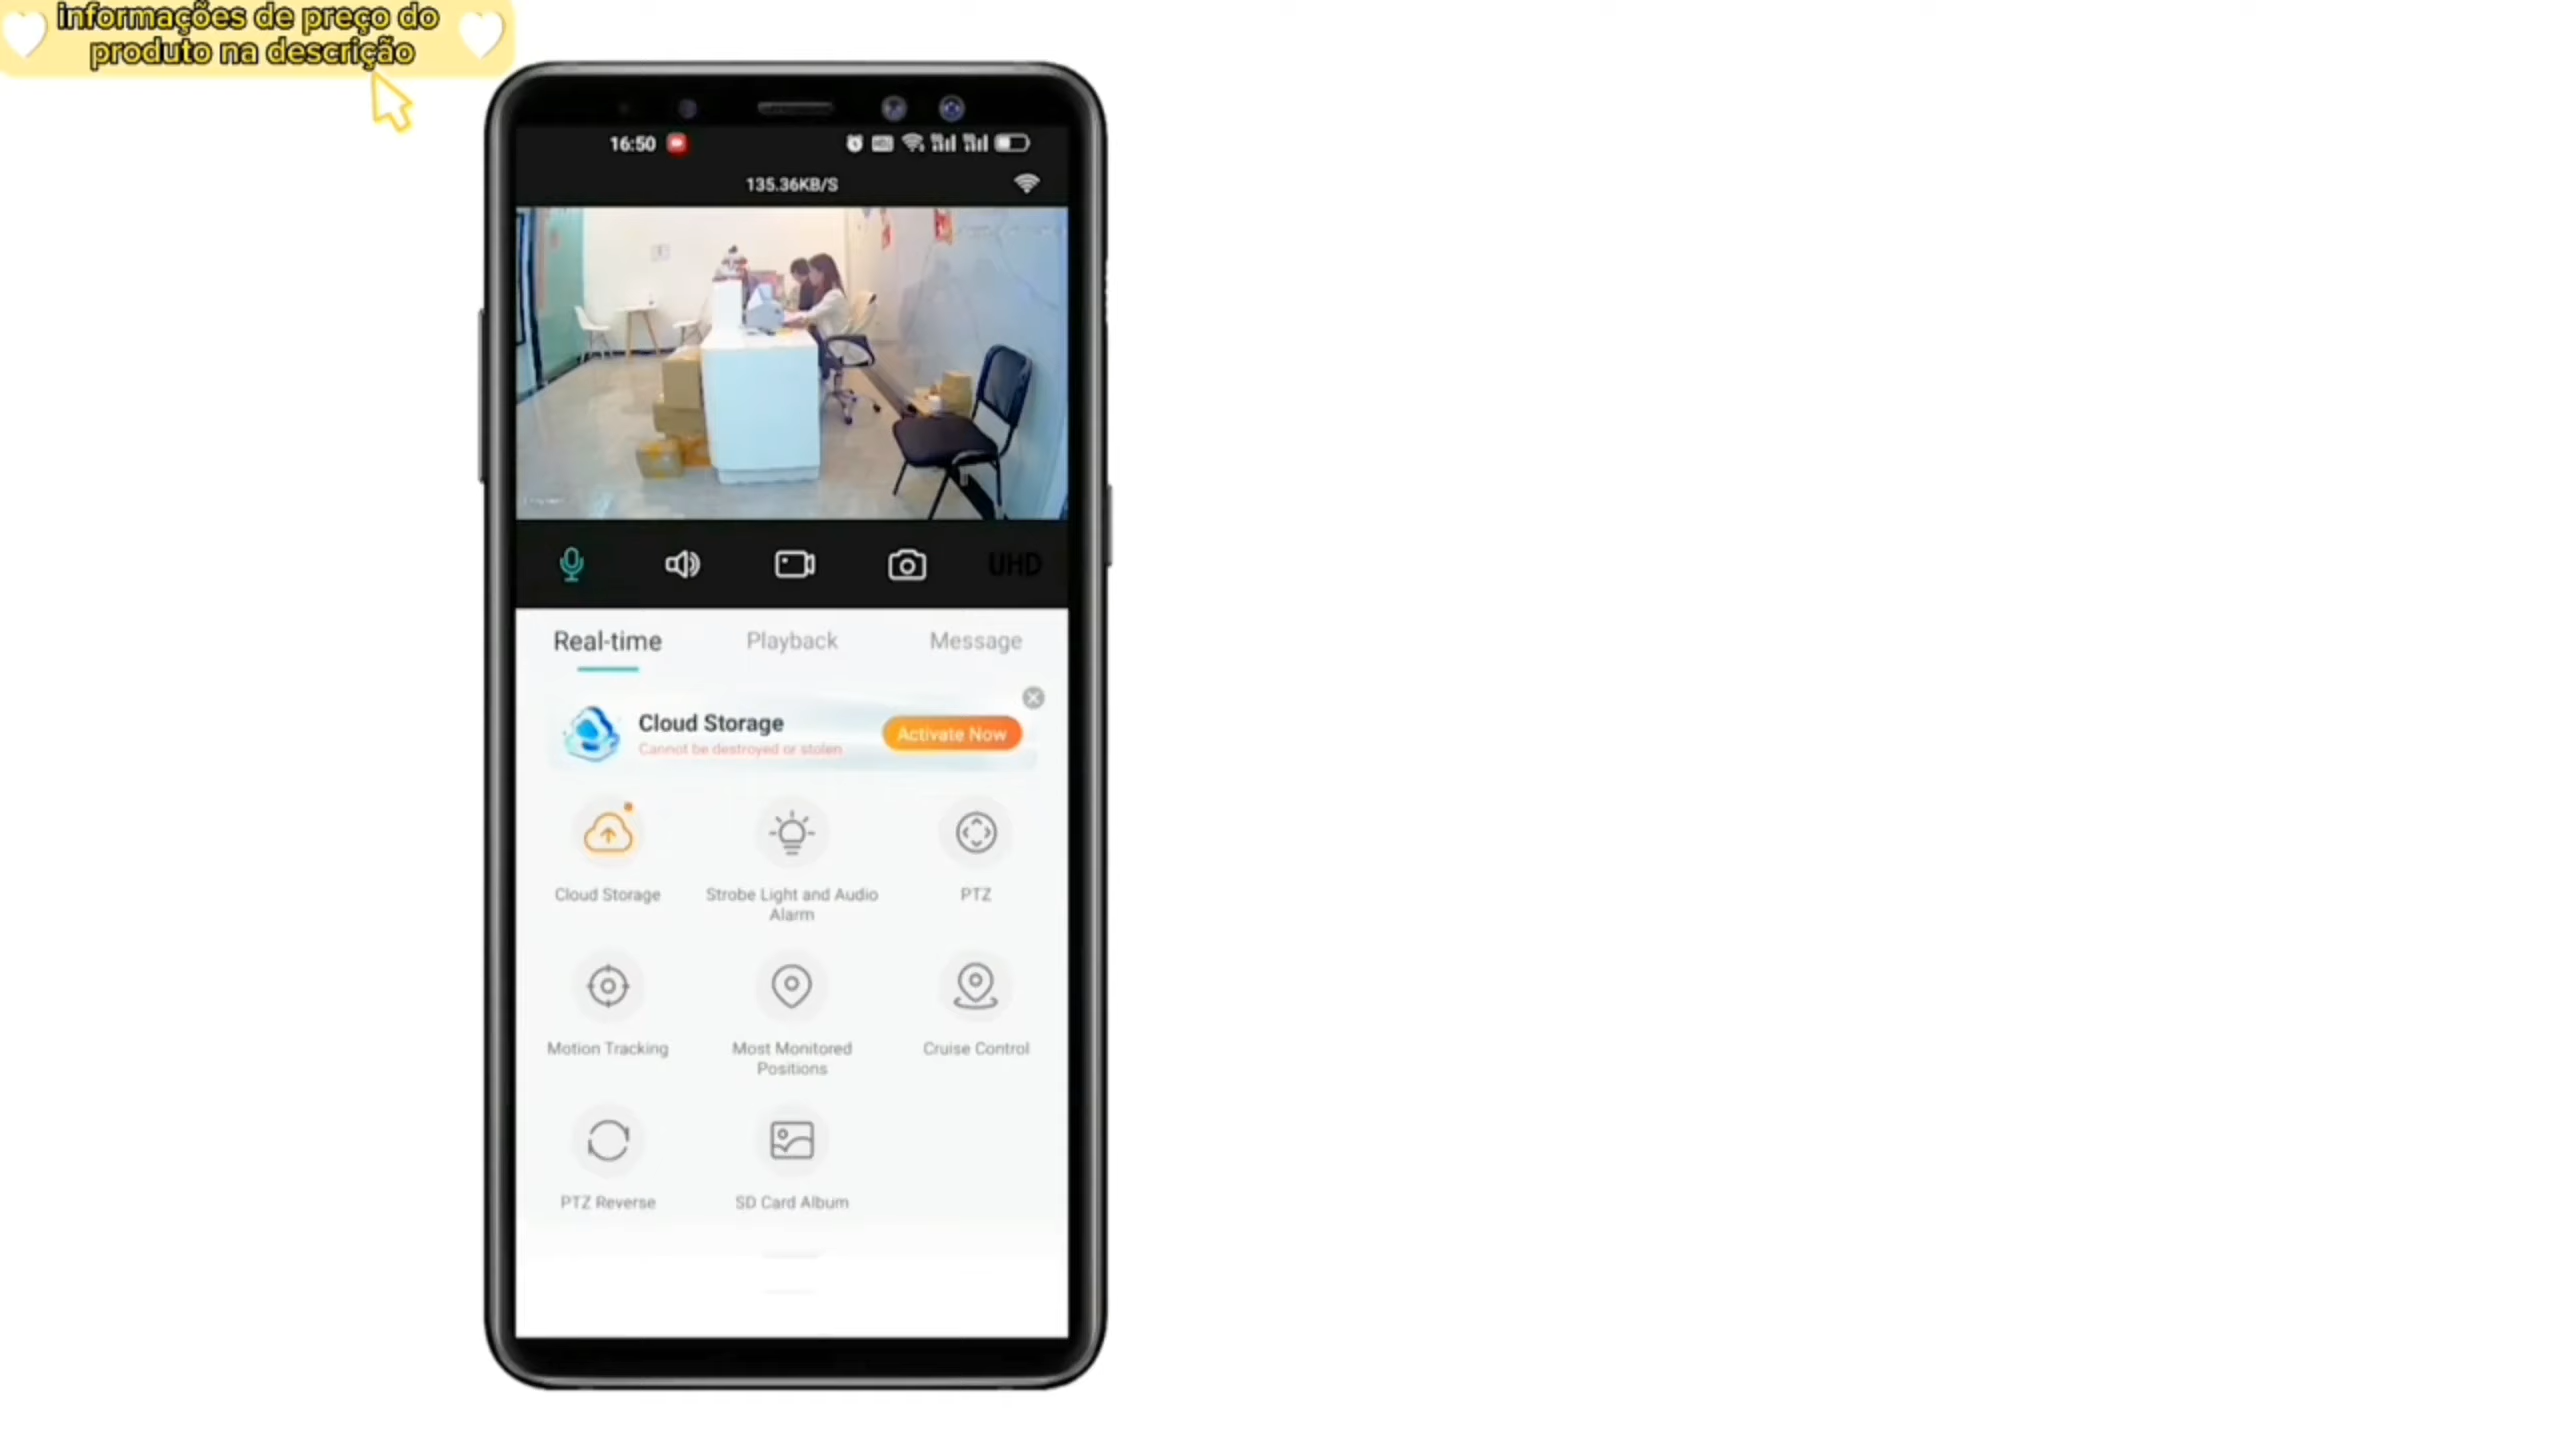 informações de preço do
produto na descrição
16:50
135.36KB/S
UHD
Real-time Playback Message
Cloud Storage
Cannot be destroyed or stolen
Activate Now
Cloud Storage Strobe Light and Audio PTZ
Alarm
Motion Tracking Most Monitored Cruise Control
Positions
PTZ Reverse SD Card Album